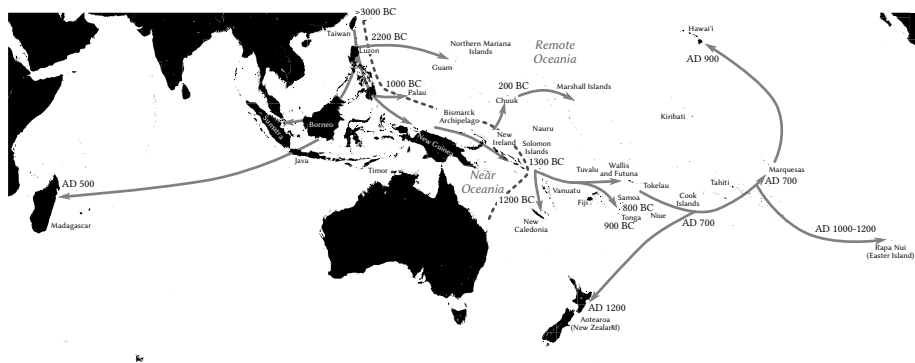 >3000 BC
Taiwan
2200 BC
Luzon
Northern Mariana
Islands
Guam
Remote
Oceania
Hawai'i
AD 900
1000 BC
Palau
200 BC
Chuuk
Marshall Islands
Bismarck
Archipelago
Kiribati
Sumatra
Borneo
New Guinea
New
Ireland
Nauru
Solomon
Islands
Java
Timor
Near
Oceania
1300 BC
Tuvalu
Wallis
and Futuna
Tokelau
Marquesas
AD 700
Tahiti
AD 500
Madagascar
1200 BC
Vanuatu
Fiji
Samoa
800 BC
Tonga
900 BC
Niue
Cook
Islands
AD 700
New
Caledonia
AD 1000-1200
Rapa Nui
(Easter Island)
AD 1200
Aotearoa
(New Zealand)